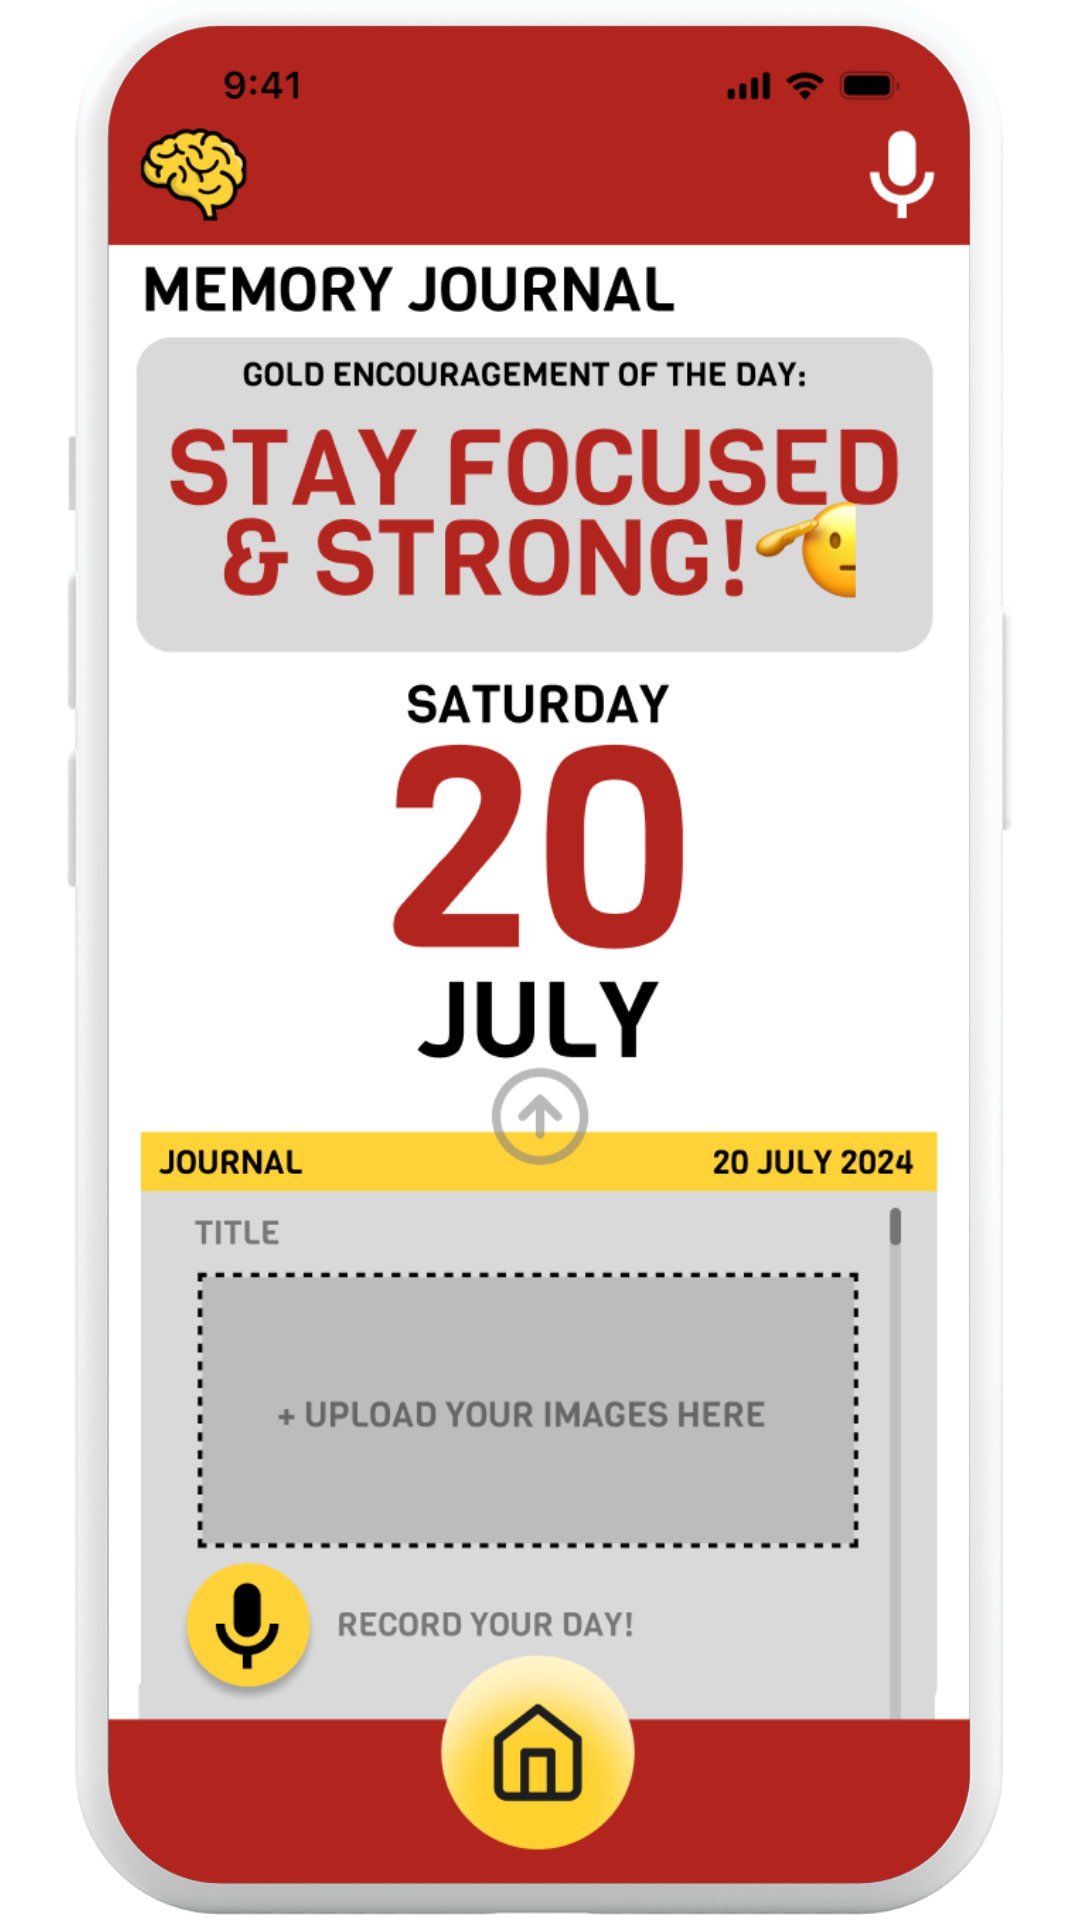 9:41
MEMORY JOURNAL
GOLD ENCOURAGEMENT OF THE DAY:
STAY FOCUSED
& STRONG!
SATURDAY
20
JULY
JOURNAL 20 JULY 2024
TITLE
+ UPLOAD YOUR IMAGES HERE
RECORD YOUR DAY!